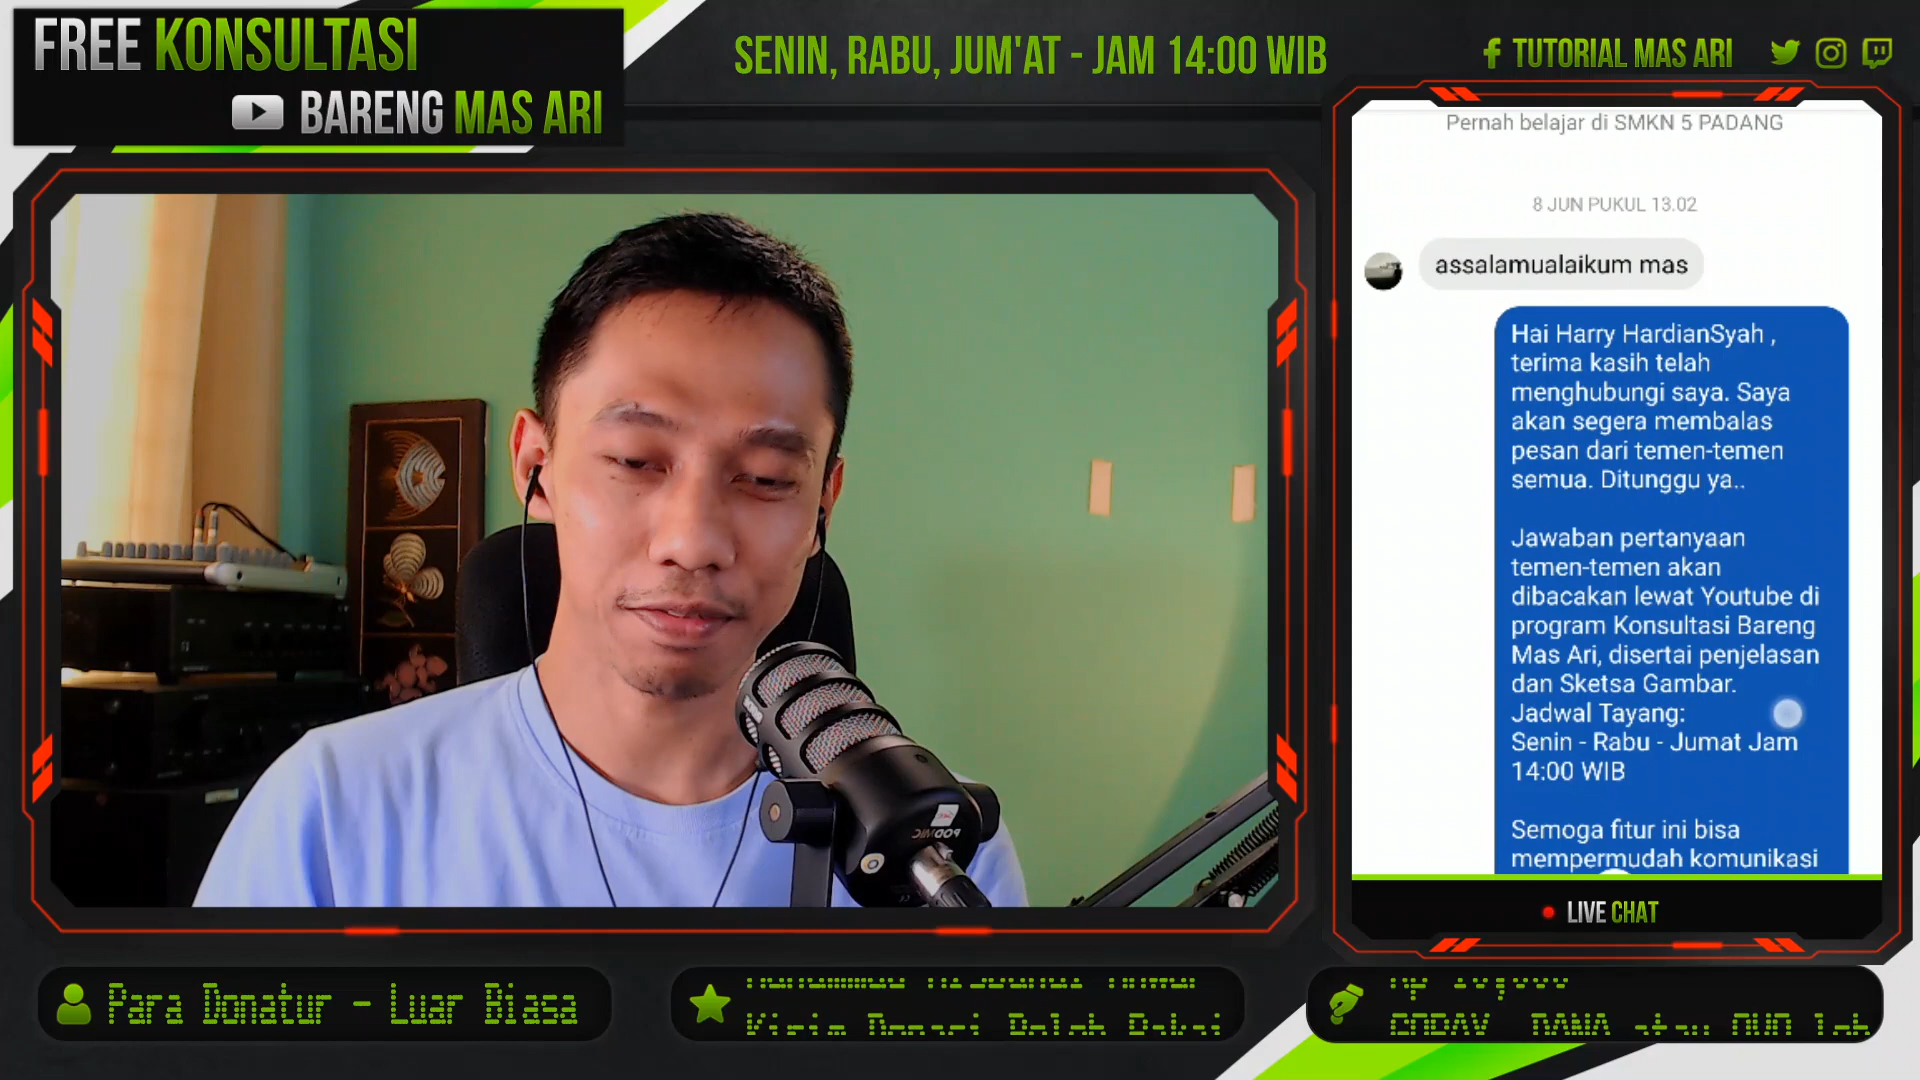 FREE KONSULTASI
BARENG MAS ARI
SENIN, RABU, JUM'AT - JAM 14:00 WIB
TUTORIAL MAS ARI
Pernah belajar di SMKN 5 PADANG
8 JUN PUKUL 13.02
assalamualaikum mas
Hai Harry HardianSyah ,
terima kasih telah
menghubungi saya. Saya
akan segera membalas
pesan dari temen-temen
semua. Ditunggu ya..
Jawaban pertanyaan
temen-temen akan
dibacakan lewat Youtube di
program Konsultasi Bareng
Mas Ari, disertai penjelasan
dan Sketsa Gambar.
Jadwal Tayang:
Senin - Rabu - Jumat Jam
14:00 WIB
Semoga fitur ini bisa
mempermudah komunikasi
LIVE CHAT
PODMIC
Para Donatur - Luar Biasa